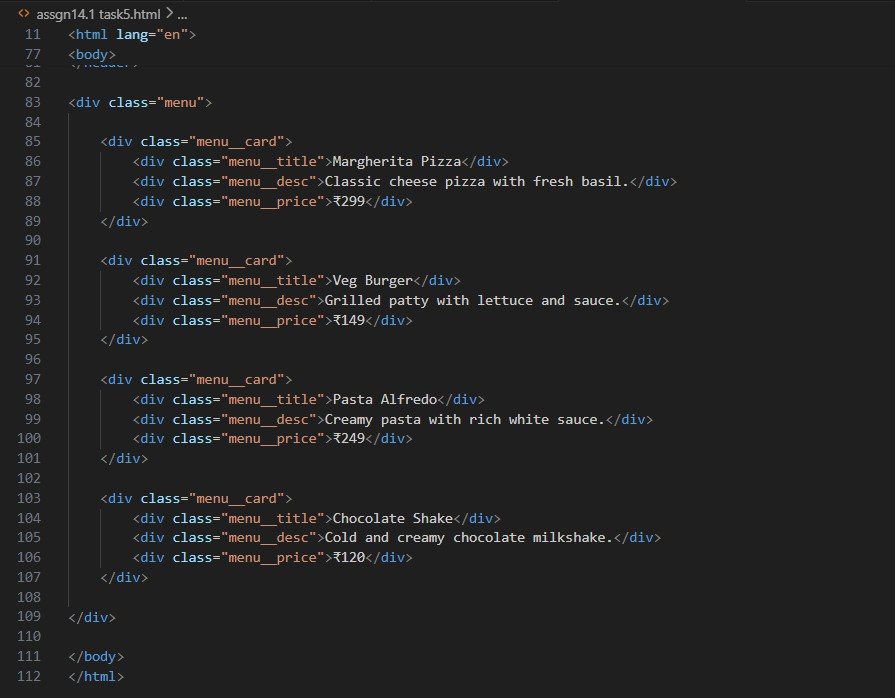 <> assgn14.1 task5.html > ...
11 <html lang="en">
77 <body>
81 </header>
82
83 <div class="menu">
84
85 <div class="menu__card">
86 <div class="menu__title">Margherita Pizza</div>
87 <div class="menu__desc">Classic cheese pizza with fresh basil.</div>
88 <div class="menu__price">₹299</div>
89 </div>
90
91 <div class="menu__card">
92 <div class="menu__title">Veg Burger</div>
93 <div class="menu__desc">Grilled patty with lettuce and sauce.</div>
94 <div class="menu__price">₹149</div>
95 </div>
96
97 <div class="menu__card">
98 <div class="menu__title">Pasta Alfredo</div>
99 <div class="menu__desc">Creamy pasta with rich white sauce.</div>
100 <div class="menu__price">₹249</div>
101 </div>
102
103 <div class="menu__card">
104 <div class="menu__title">Chocolate Shake</div>
105 <div class="menu__desc">Cold and creamy chocolate milkshake.</div>
106 <div class="menu__price">₹120</div>
107 </div>
108
109 </div>
110
111 </body>
112 </html>